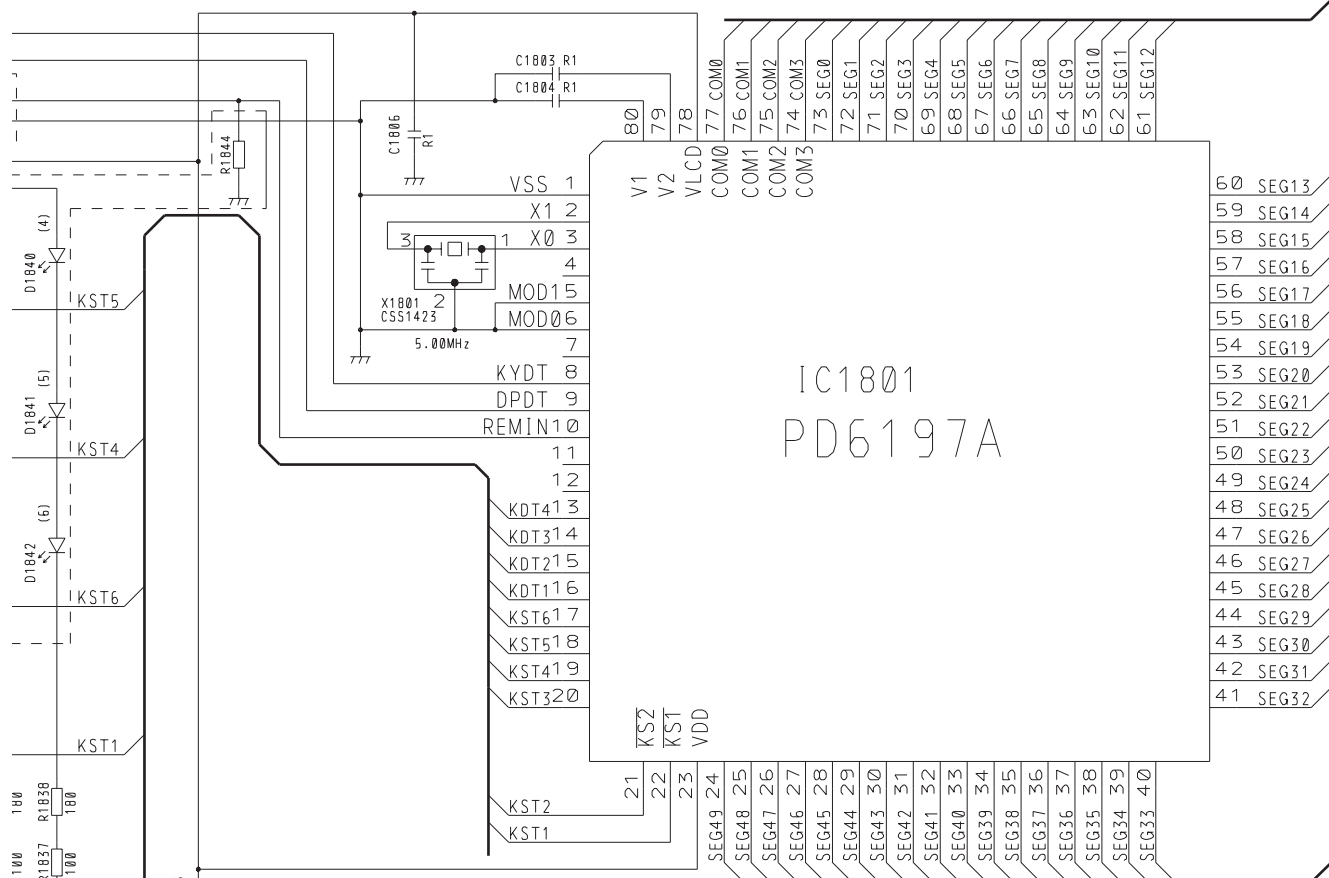 C1803 R1
C1804 R1
C1806
R1
R1844
80
79
78
77 COM0
76 COM1
75 COM2
74 COM3
73 SEG0
72 SEG1
71 SEG2
70 SEG3
69 SEG4
68 SEG5
67 SEG6
66 SEG7
65 SEG8
64 SEG9
63 SEG10
62 SEG11
61 SEG12
V1
V2
VLCD
COM0
COM1
COM2
COM3
VSS 1
X1 2
X0 3
4
MOD1 5
MOD0 6
7
KYDT 8
DPDT 9
REMIN 10
11
12
KDT4 13
KDT3 14
KDT2 15
KDT1 16
KST6 17
KST5 18
KST4 19
KST3 20
3
1
2
X1801
CSS1423
5.00MHz
IC1801
PD6197A
60 SEG13
59 SEG14
58 SEG15
57 SEG16
56 SEG17
55 SEG18
54 SEG19
53 SEG20
52 SEG21
51 SEG22
50 SEG23
49 SEG24
48 SEG25
47 SEG26
46 SEG27
45 SEG28
44 SEG29
43 SEG30
42 SEG31
41 SEG32
(4)
D1840
KST5
(5)
D1841
KST4
(6)
D1842
KST6
KST1
180
R1838
180
100
R1837
100
KS2
KS1
VDD
21
22
23
KST2
KST1
SEG49 24
SEG48 25
SEG47 26
SEG46 27
SEG45 28
SEG44 29
SEG43 30
SEG42 31
SEG41 32
SEG40 33
SEG39 34
SEG38 35
SEG37 36
SEG36 37
SEG35 38
SEG34 39
SEG33 40